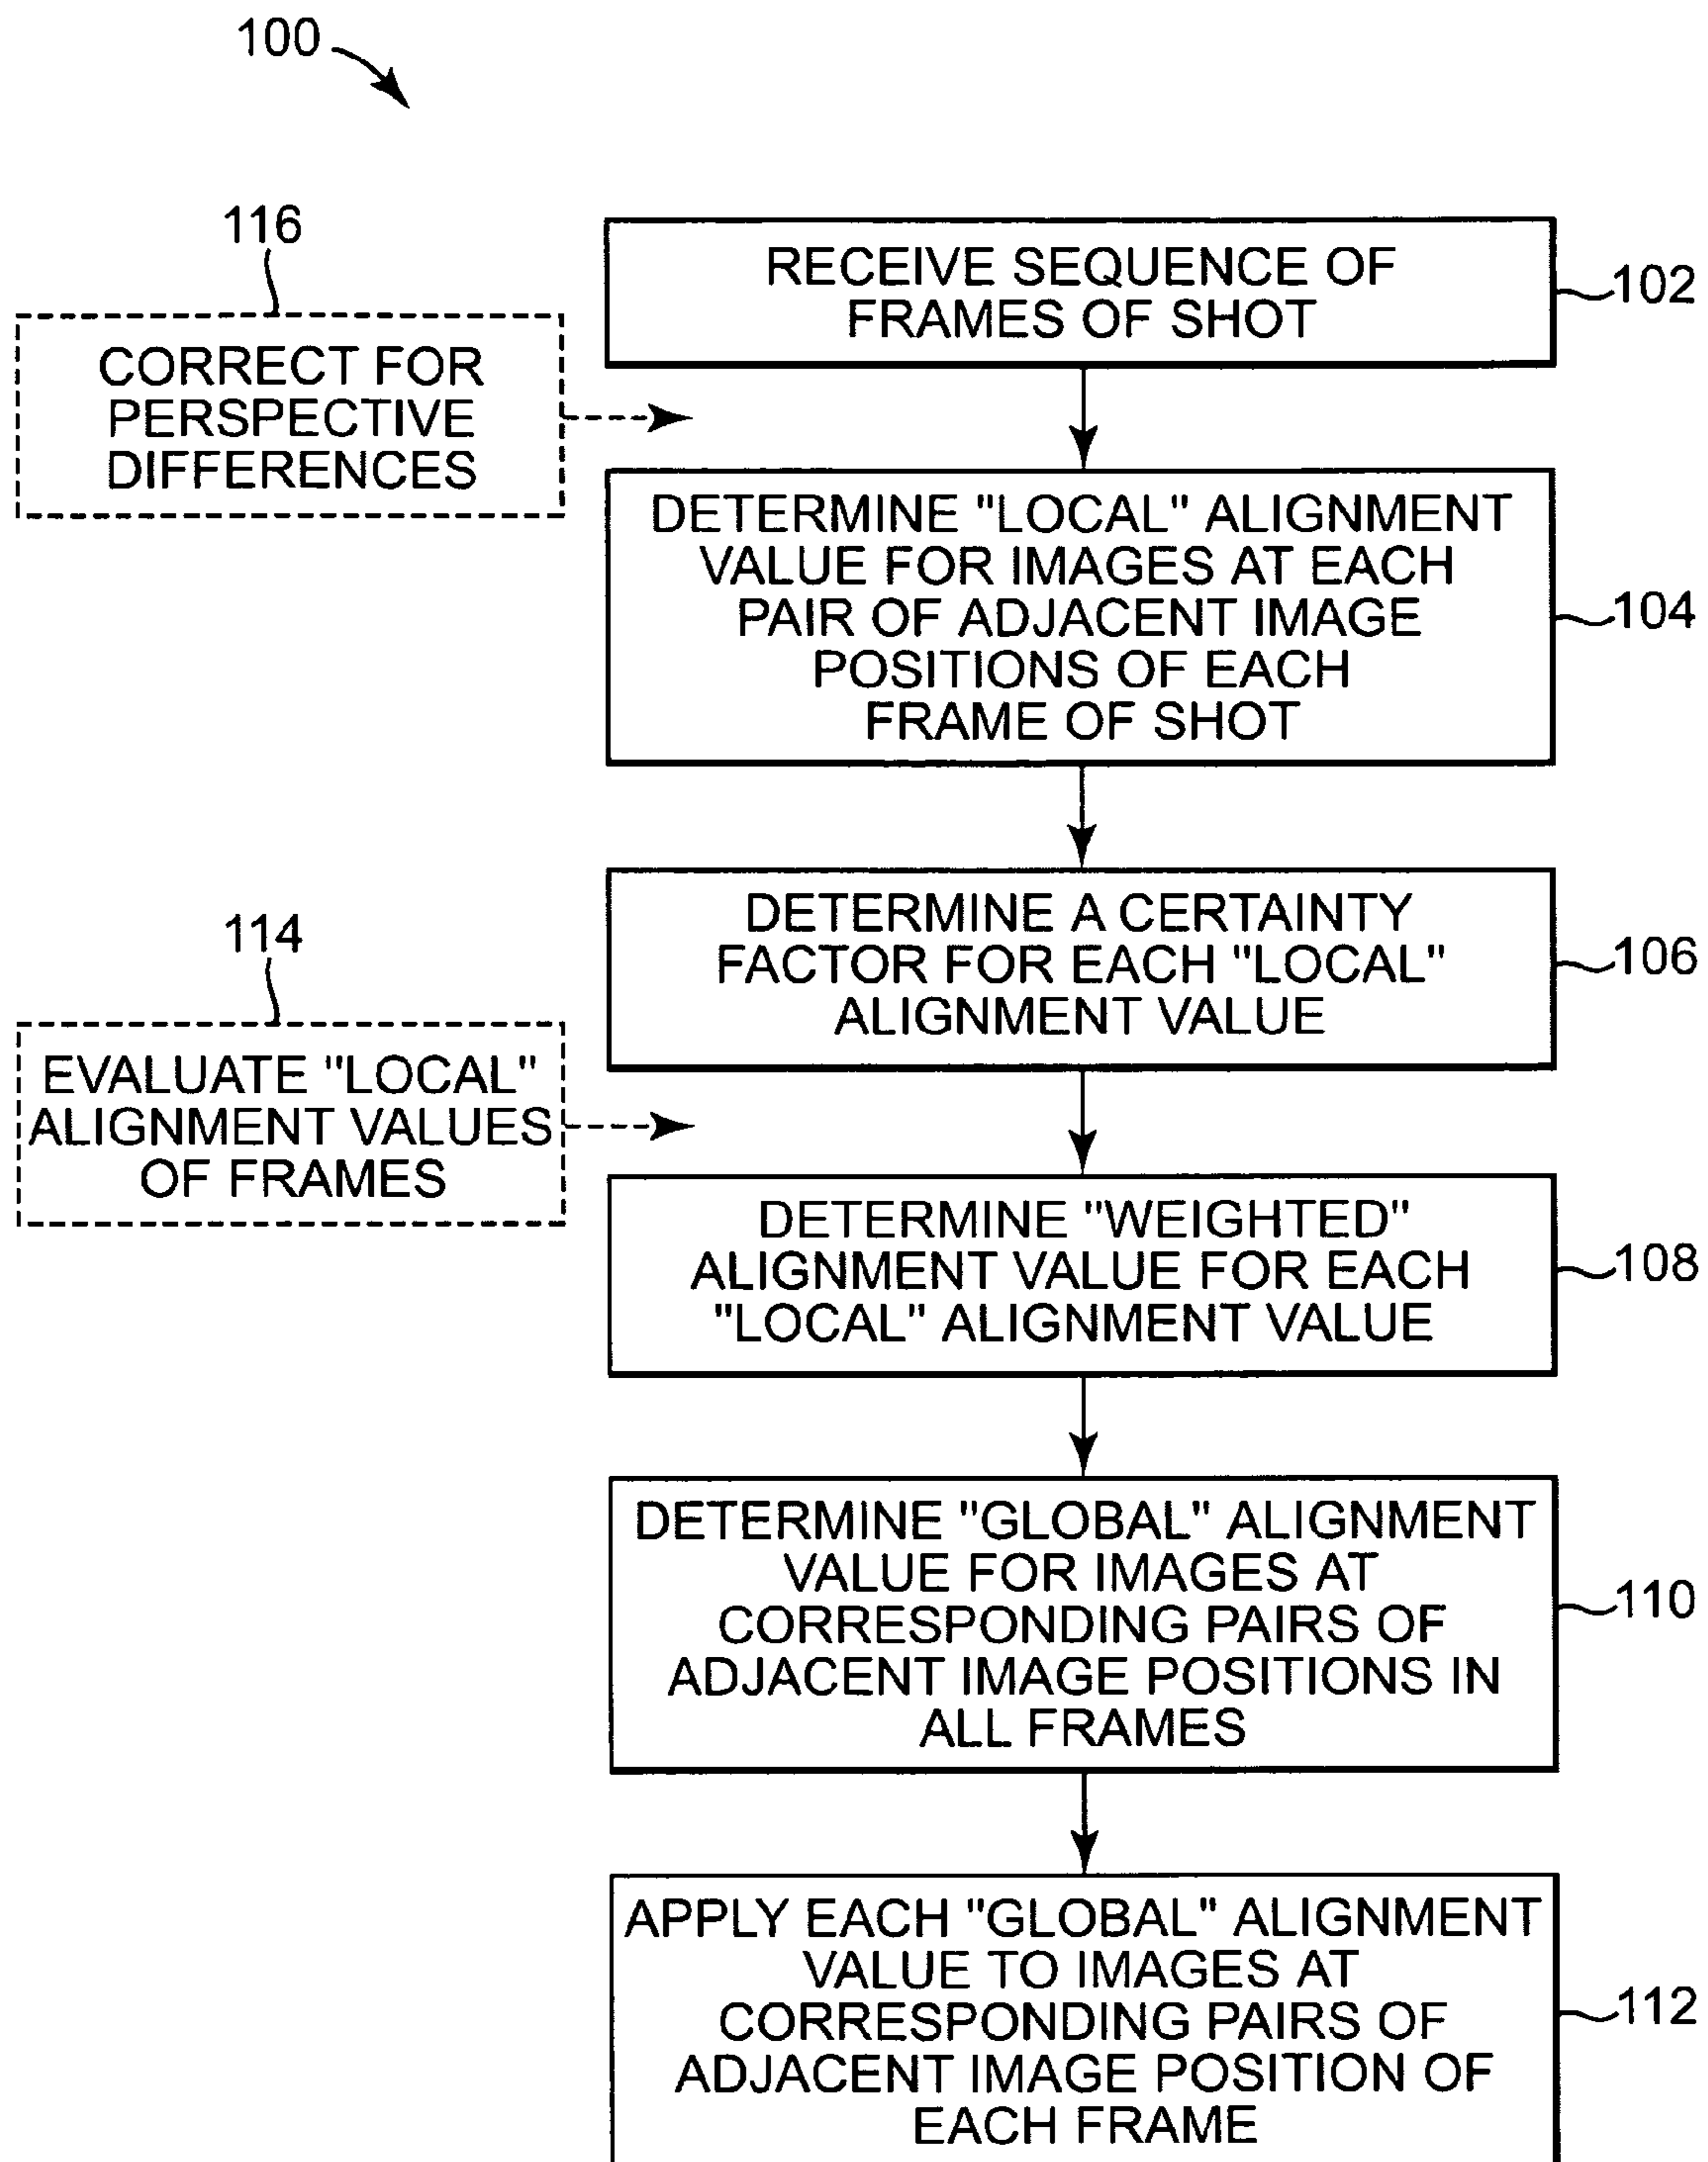 100
116
CORRECT FOR
PERSPECTIVE
DIFFERENCES
RECEIVE SEQUENCE OF
FRAMES OF SHOT
102
DETERMINE "LOCAL" ALIGNMENT
VALUE FOR IMAGES AT EACH
PAIR OF ADJACENT IMAGE
POSITIONS OF EACH
FRAME OF SHOT
104
DETERMINE A CERTAINTY
FACTOR FOR EACH "LOCAL"
ALIGNMENT VALUE
106
114
EVALUATE "LOCAL"
ALIGNMENT VALUES
OF FRAMES
DETERMINE "WEIGHTED"
ALIGNMENT VALUE FOR EACH
"LOCAL" ALIGNMENT VALUE
108
DETERMINE "GLOBAL" ALIGNMENT
VALUE FOR IMAGES AT
CORRESPONDING PAIRS OF
ADJACENT IMAGE POSITIONS IN
ALL FRAMES
110
APPLY EACH "GLOBAL" ALIGNMENT
VALUE TO IMAGES AT
CORRESPONDING PAIRS OF
ADJACENT IMAGE POSITION OF
EACH FRAME
112